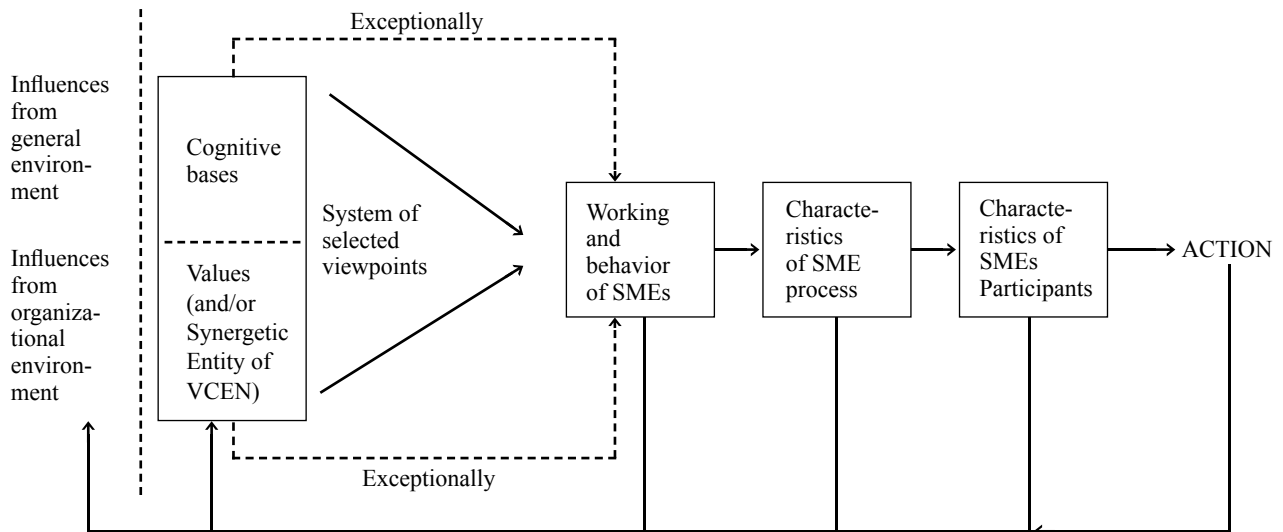 Exceptionally
Influences
from
general
environ-
ment
Influences
from
organiza-
tional
environ-
ment
Cognitive
bases
Values
(and/or
Synergetic
Entity of
VCEN)
System of
selected
viewpoints
Working
and
behavior
of SMEs
Characte-
ristics
of SME
process
Characte-
ristics of
SMEs
Participants
ACTION
Exceptionally